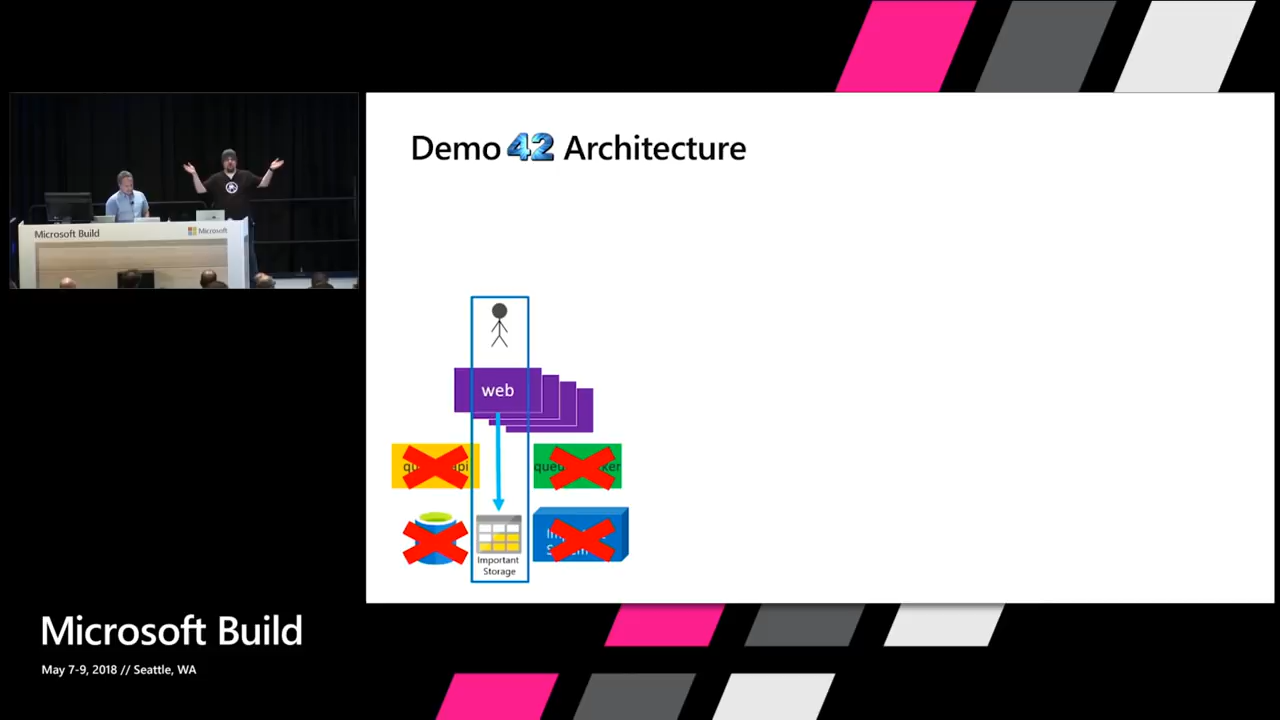 Demo 42 Architecture
Microsoft Build
Microsoft
web
Important
Storage
Microsoft Build
May 7-9, 2018 // Seattle, WA